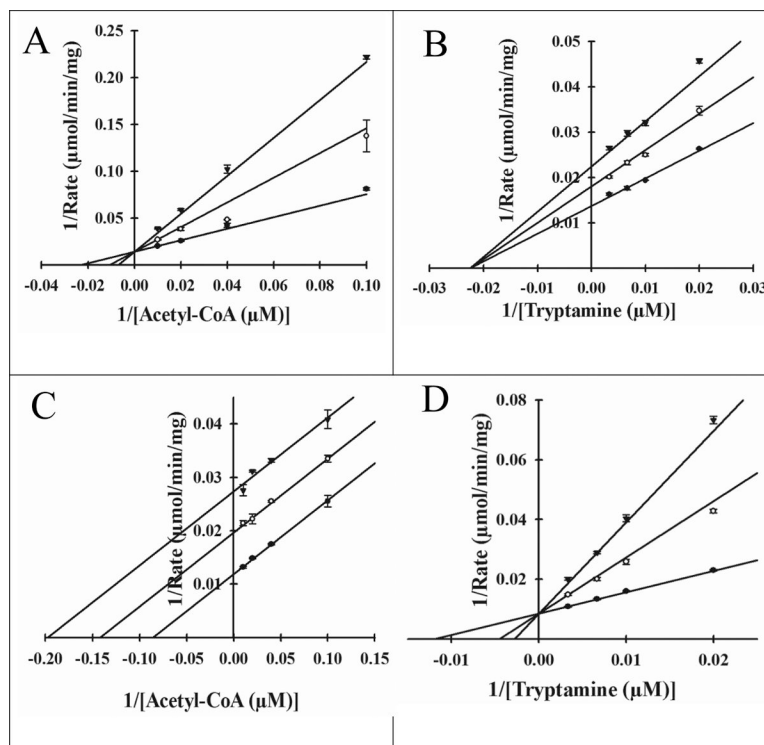 A
1/Rate (µmol/min/mg)
0.25
0.20
0.15
0.10
0.05
-0.04 -0.02 0.00 0.02 0.04 0.06 0.08 0.10
1/[Acetyl-CoA (µM)]
B
1/Rate (µmol/min/mg)
0.05
0.04
0.03
0.02
0.01
-0.03 -0.02 -0.01 0.00 0.01 0.02 0.03
1/[Tryptamine (µM)]
C
1/Rate (µmol/min/mg)
0.04
0.03
0.02
0.01
-0.20 -0.15 -0.10 -0.05 0.00 0.05 0.10 0.15
1/[Acetyl-CoA (µM)]
D
1/Rate (µmol/min/mg)
0.08
0.06
0.04
0.02
-0.01 0.00 0.01 0.02
1/[Tryptamine (µM)]